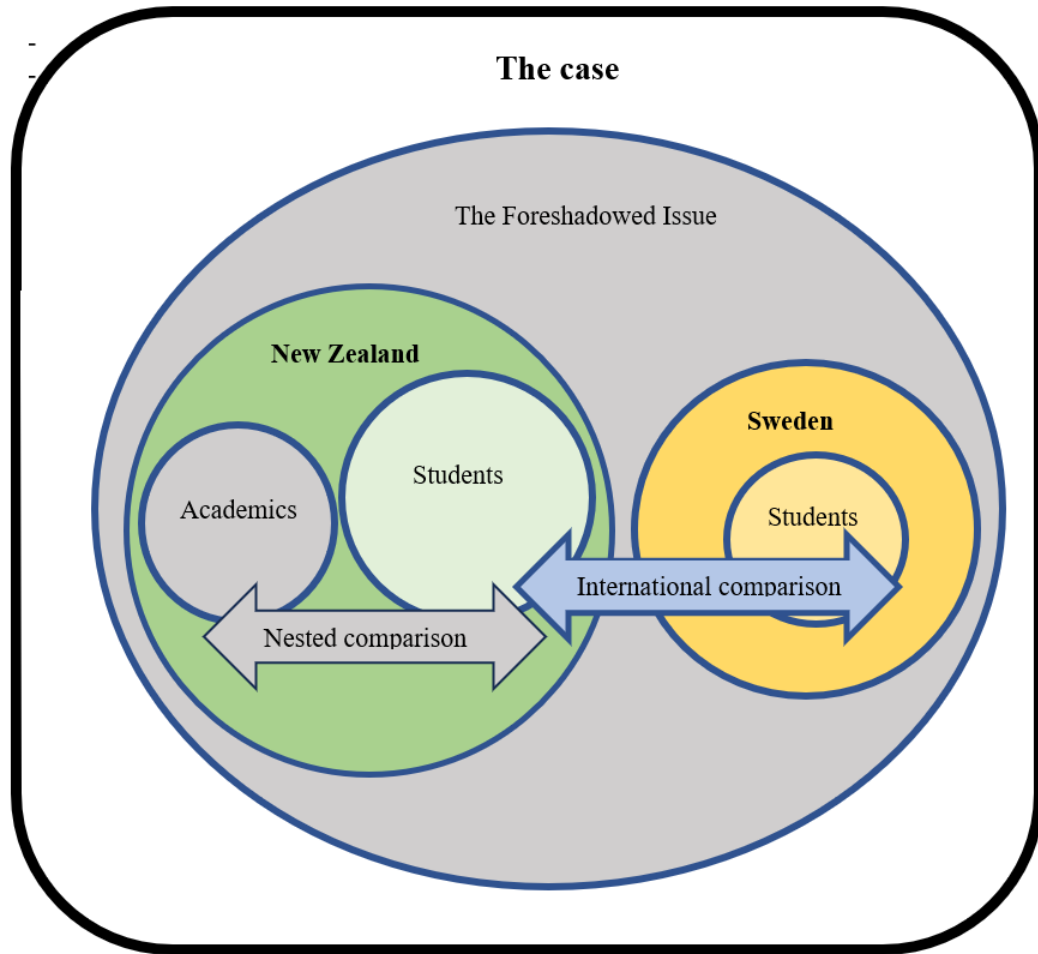 -
-
The case
The Foreshadowed Issue
New Zealand
Sweden
Students
Academics
Students
International comparison
Nested comparison